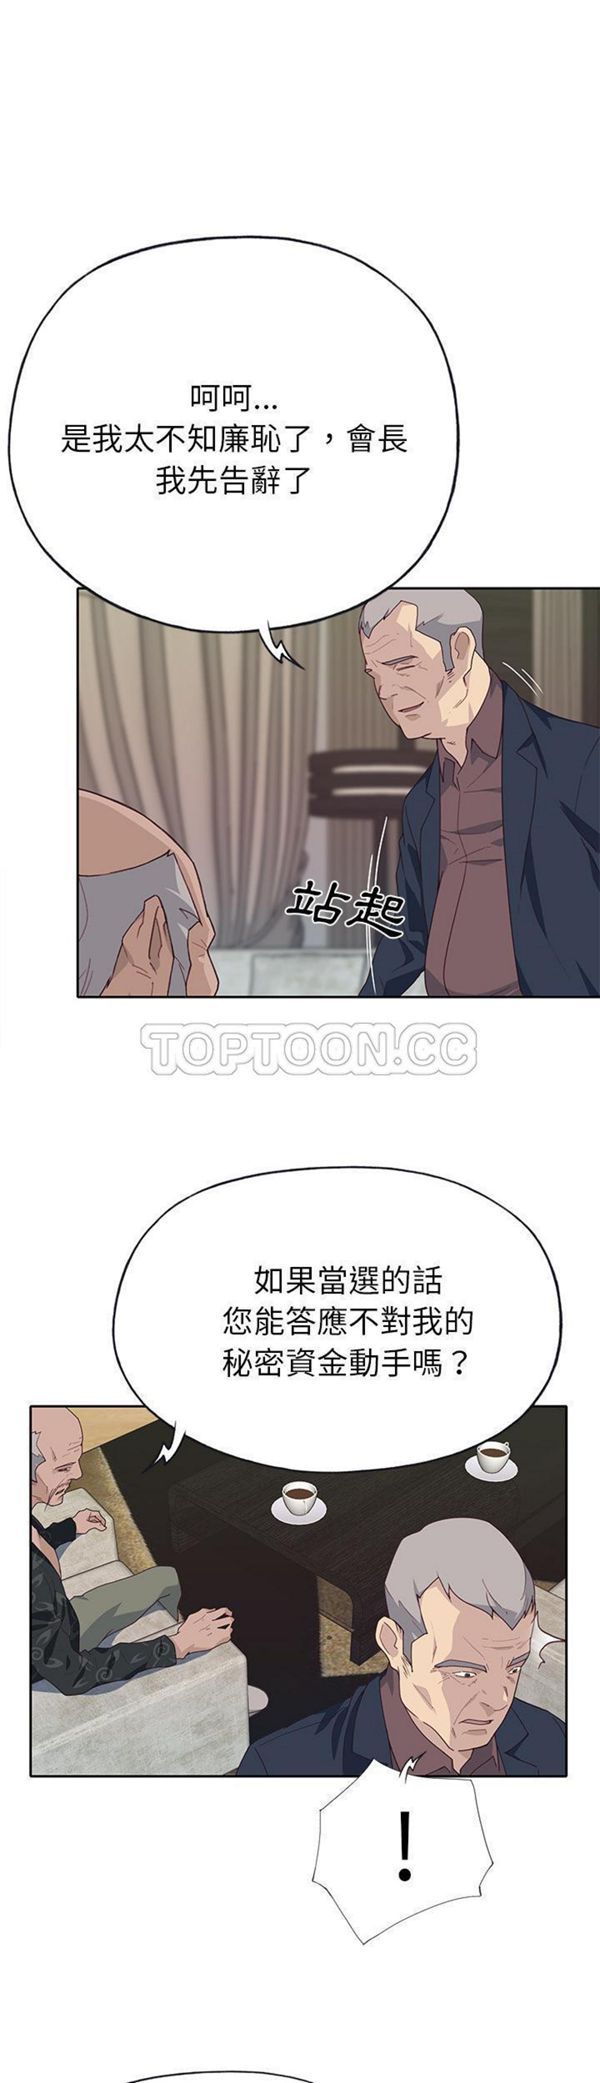 呵呵...
是我太不知廉恥了，會長
我先告辭了
站起
TOPTOON.CC
如果當選的話
您能答應不對我的
秘密資金動手嗎？
！